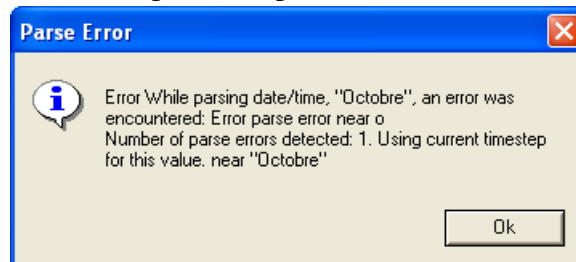 Parse Error
Error While parsing date/time, "Octobre", an error was
encountered: Error parse error near o
Number of parse errors detected: 1. Using current timestep
for this value. near "Octobre"
Ok